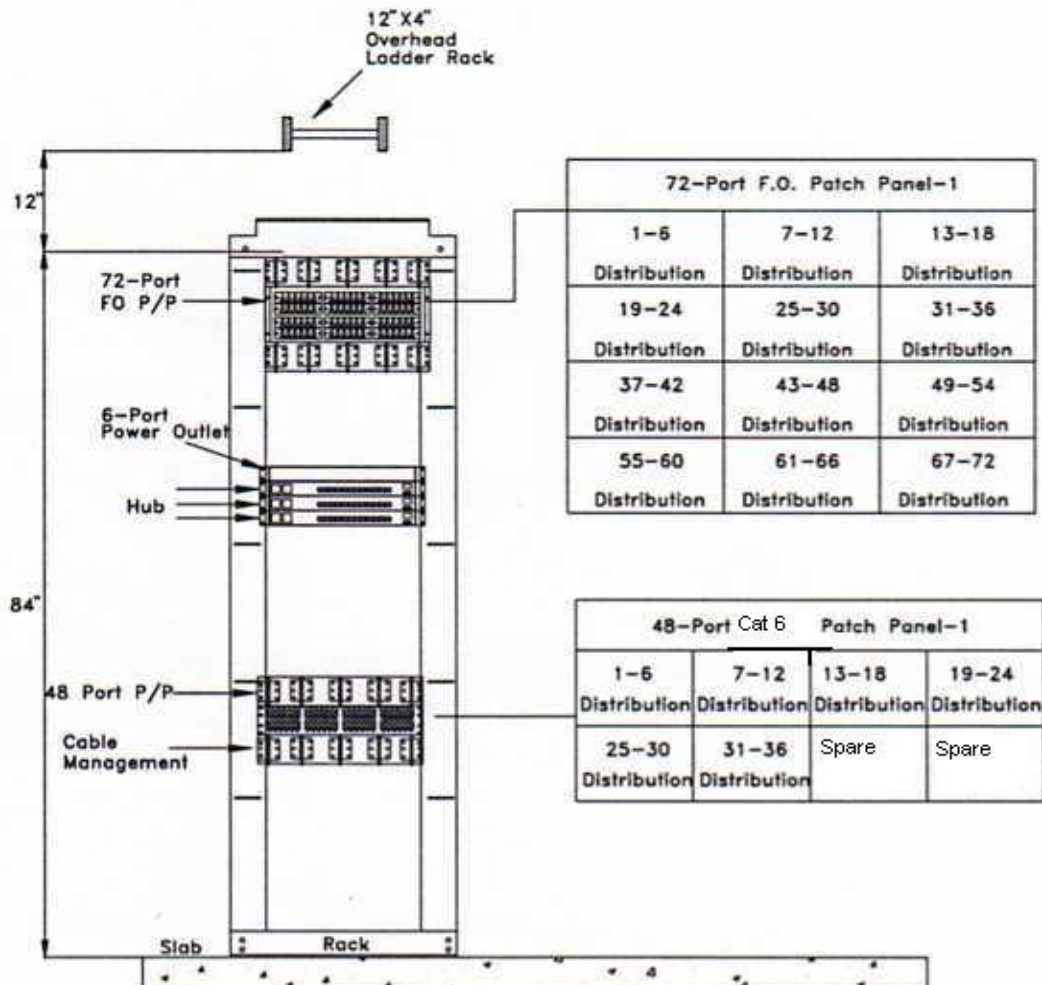 12"X4"
Overhead
Ladder Rack
12"
72-Port
FO P/P
6-Port
Power Outlet
Hub
84"
48 Port P/P
Cable
Management
Slab
Rack
72-Port F.O. Patch Panel-1
1-6 7-12 13-18
Distribution Distribution Distribution
19-24 25-30 31-36
Distribution Distribution Distribution
37-42 43-48 49-54
Distribution Distribution Distribution
55-60 61-66 67-72
Distribution Distribution Distribution
48-Port Cat 6 Patch Panel-1
1-6 7-12 13-18 19-24
Distribution Distribution Distribution Distribution
25-30 31-36 Spare Spare
Distribution Distribution